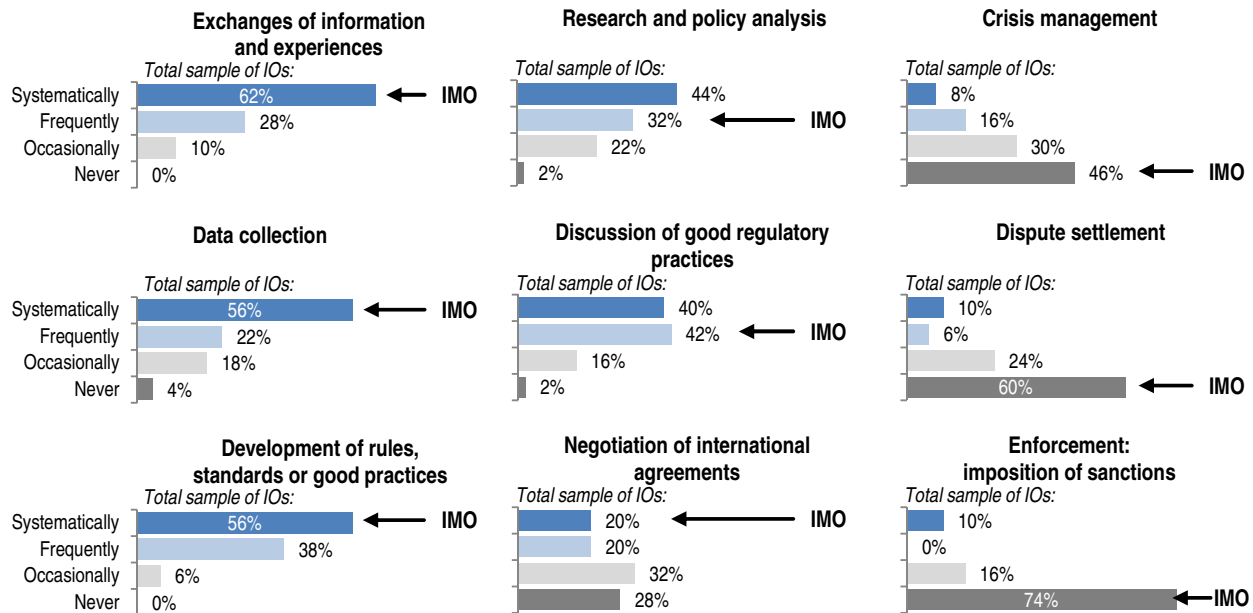 Exchanges of information
and experiences
Total sample of IOs:
Systematically 62% IMO
Frequently 28%
Occasionally 10%
Never 0%
Research and policy analysis
Total sample of IOs:
44%
32% IMO
22%
2%
Crisis management
Total sample of IOs:
8%
16%
30%
46% IMO
Data collection
Total sample of IOs:
Systematically 56% IMO
Frequently 22%
Occasionally 18%
Never 4%
Discussion of good regulatory
practices
Total sample of IOs:
40%
42% IMO
16%
2%
Dispute settlement
Total sample of IOs:
10%
6%
24%
60% IMO
Development of rules,
standards or good practices
Total sample of IOs:
Systematically 56% IMO
Frequently 38%
Occasionally 6%
Never 0%
Negotiation of international
agreements
Total sample of IOs:
20% IMO
20%
32%
28%
Enforcement:
imposition of sanctions
Total sample of IOs:
10%
0%
16%
74% IMO